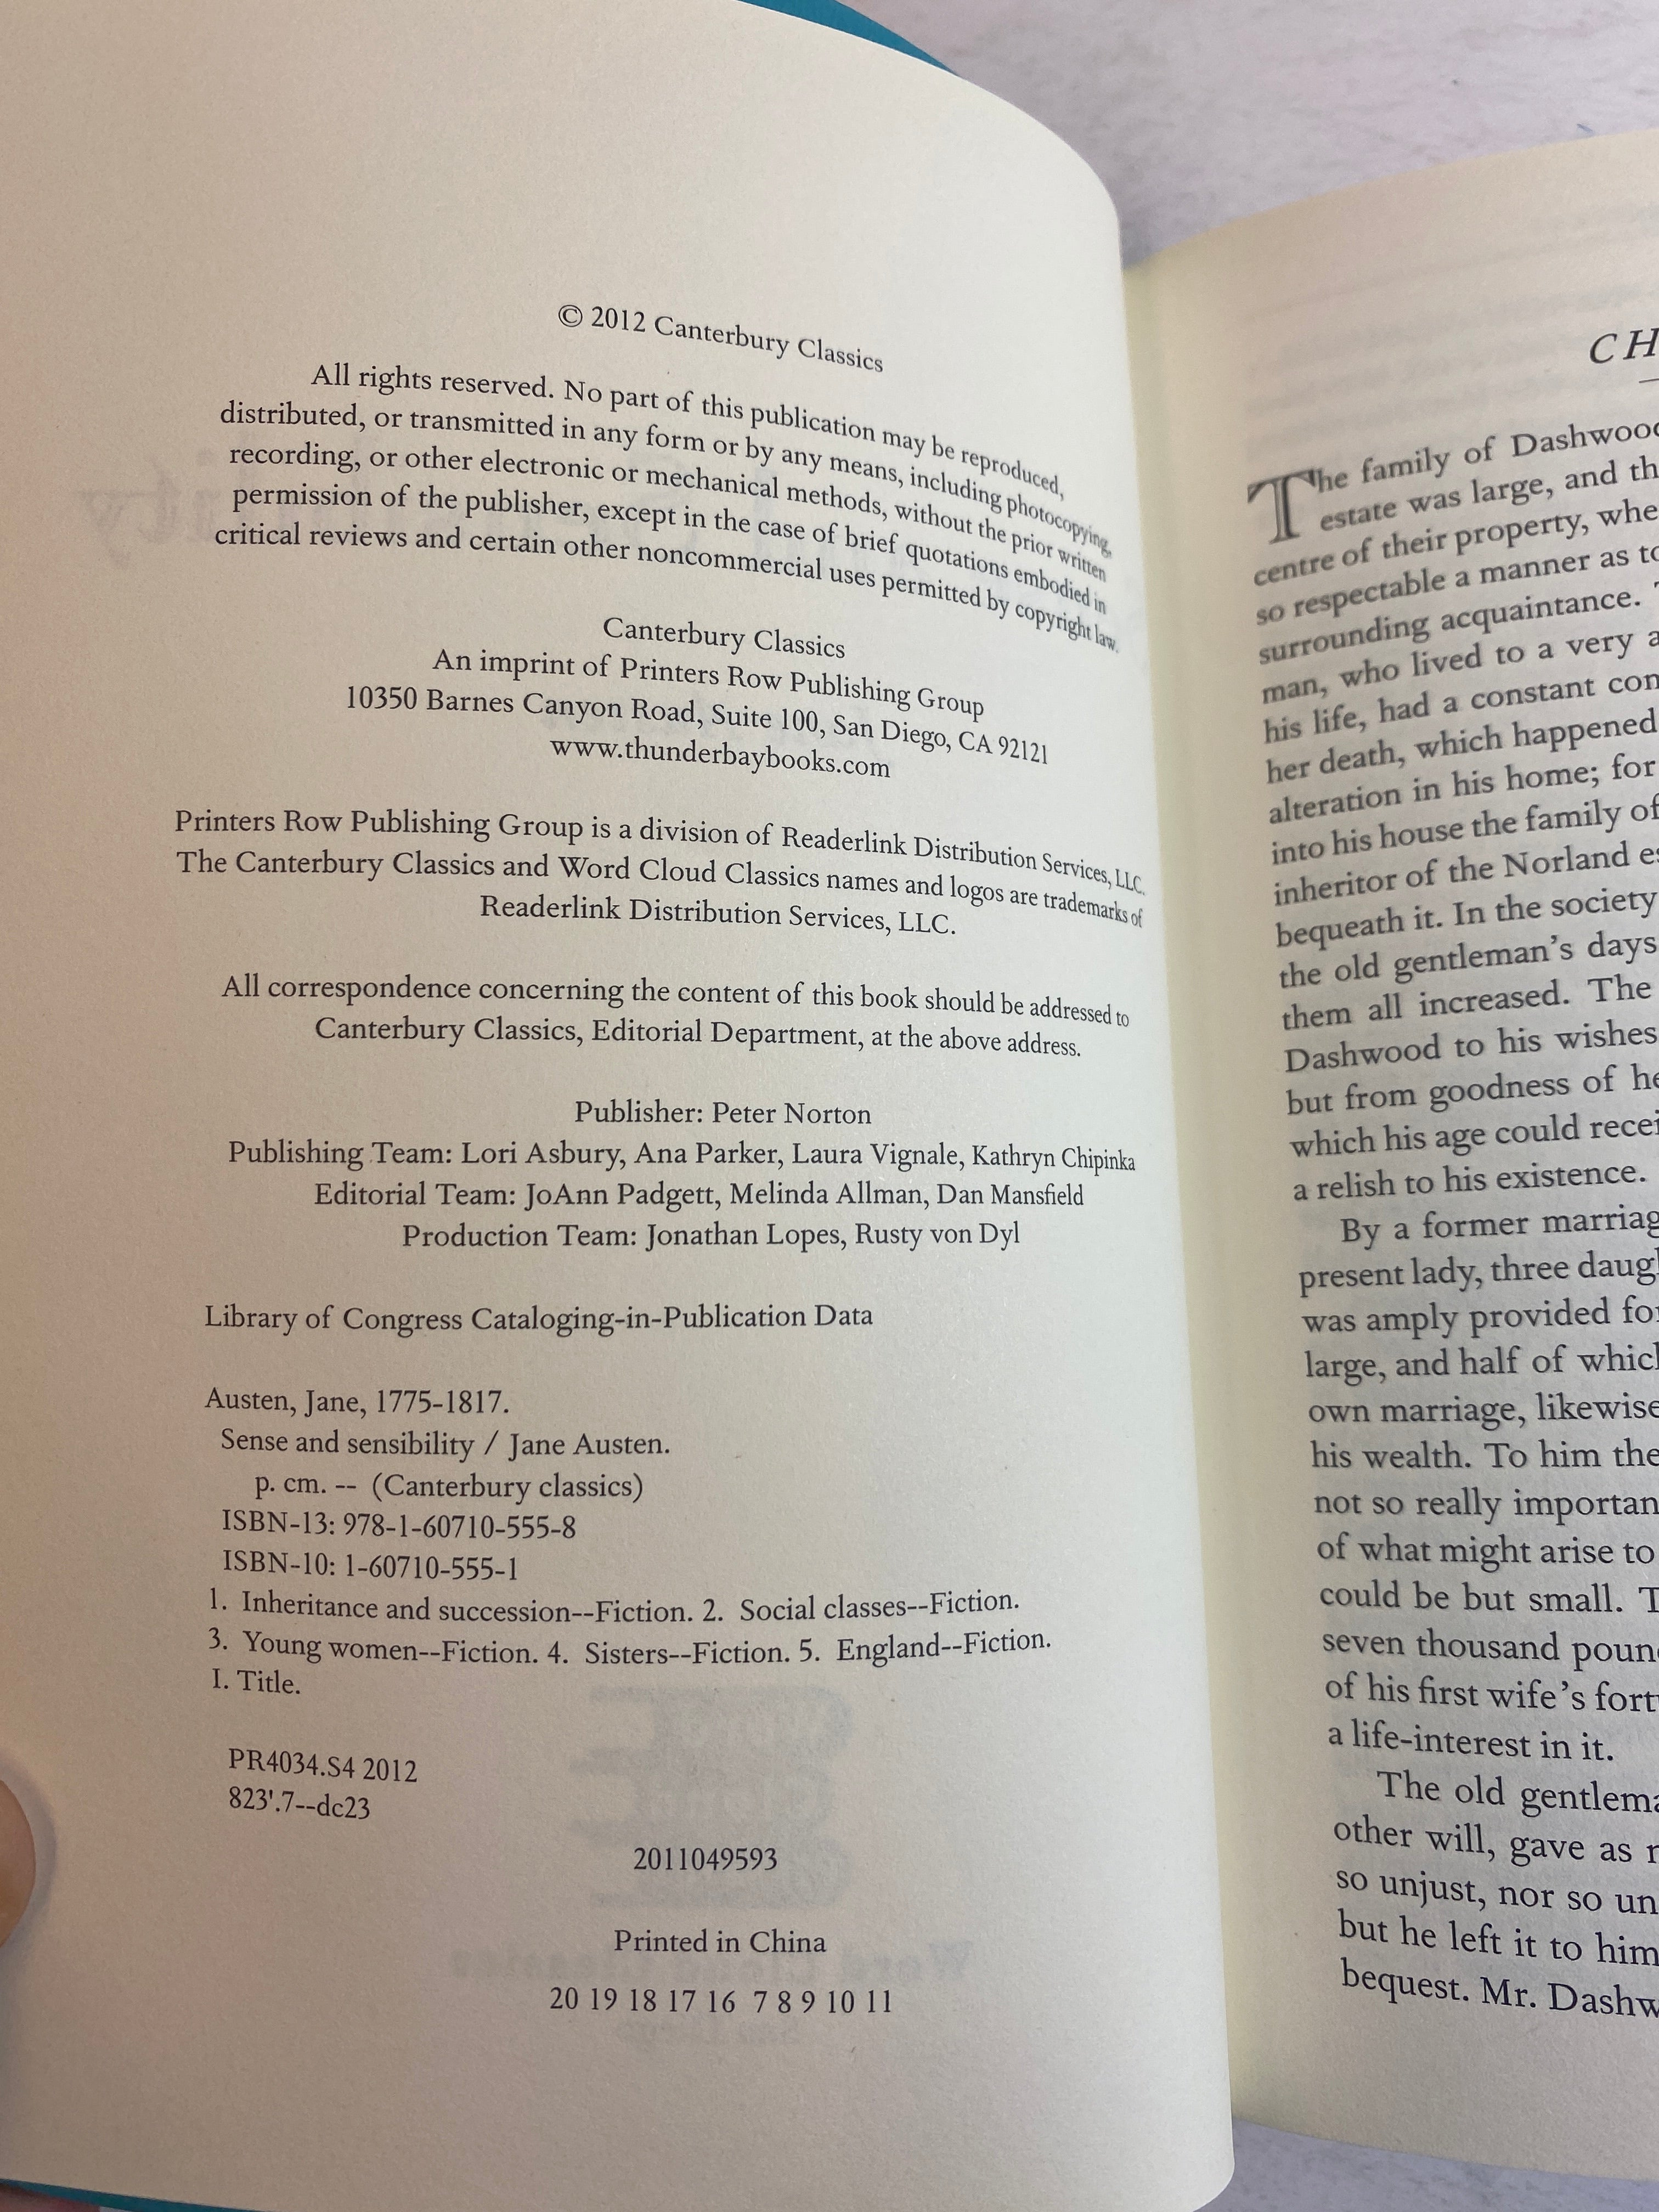 © 2012 Canterbury Classics
All rights reserved. No part of this publication may be reproduced,
distributed, or transmitted in any form or by any means, including photocopying,
recording, or other electronic or mechanical methods, without the prior written
permission of the publisher, except in the case of brief quotations embodied in
critical reviews and certain other noncommercial uses permitted by copyright law.
Canterbury Classics
An imprint of Printers Row Publishing Group
10350 Barnes Canyon Road, Suite 100, San Diego, CA 92121
www.thunderbaybooks.com
Printers Row Publishing Group is a division of Readerlink Distribution Services, LLC.
The Canterbury Classics and Word Cloud Classics names and logos are trademarks of
Readerlink Distribution Services, LLC.
All correspondence concerning the content of this book should be addressed to
Canterbury Classics, Editorial Department, at the above address.
Publisher: Peter Norton
Publishing Team: Lori Asbury, Ana Parker, Laura Vignale, Kathryn Chipinka
Editorial Team: JoAnn Padgett, Melinda Allman, Dan Mansfield
Production Team: Jonathan Lopes, Rusty von Dyl
Library of Congress Cataloging-in-Publication Data
Austen, Jane, 1775-1817.
Sense and sensibility / Jane Austen.
p. cm. -- (Canterbury classics)
ISBN-13: 978-1-60710-555-8
ISBN-10: 1-60710-555-1
1. Inheritance and succession--Fiction. 2. Social classes--Fiction.
3. Young women--Fiction. 4. Sisters--Fiction. 5. England--Fiction.
I. Title.
PR4034.S4 2012
823'.7--dc23
2011049593
Printed in China
20 19 18 17 16 7 8 9 10 11
CH
The family of Dashwood
estate was large, and th
centre of their property, whe
so respectable a manner as to
surrounding acquaintance.
man, who lived to a very a
his life, had a constant con
her death, which happened
alteration in his home; for
into his house the family of
inheritor of the Norland es
bequeath it. In the society
the old gentleman's days
them all increased. The
Dashwood to his wishes
but from goodness of he
which his age could recei
a relish to his existence.
By a former marriag
present lady, three daugh
was amply provided for
large, and half of which
own marriage, likewise
his wealth. To him the
not so really importan
of what might arise to
could be but small. T
seven thousand poun
of his first wife's fort
a life-interest in it.
The old gentlema
other will, gave as
so unjust, nor so un
but he left it to him
bequest. Mr. Dashw